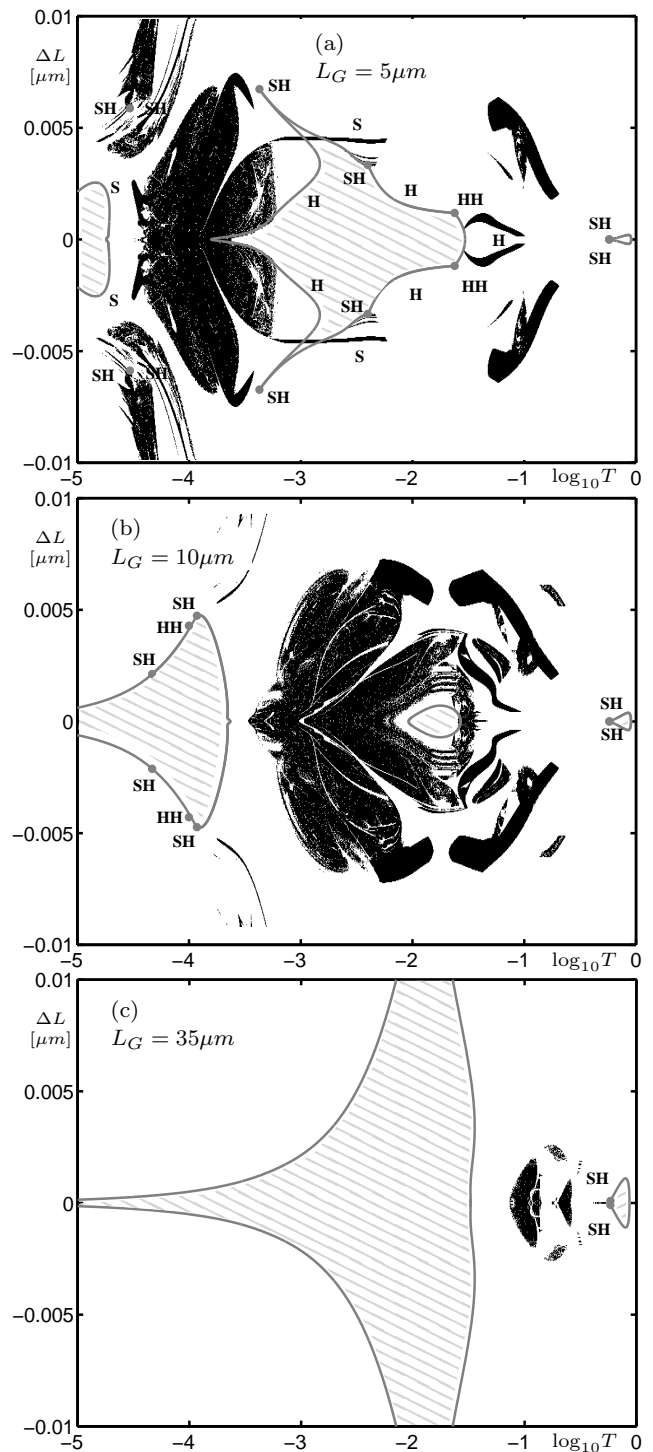 ΔL
[μm]
(a)
L_G = 5μm
0.01
0.005
0
−0.005
−0.01
SH
SH
SH
S
S
SH
H
H
SH
S
H
HH
H
HH
H
SH
S
SH
SH
SH
SH
SH
−5
−4
−3
−2
−1
log₁₀T
0
ΔL
[μm]
(b)
L_G = 10μm
0.01
0.005
0
−0.005
−0.01
SH
HH
SH
SH
HH
SH
SH
SH
−5
−4
−3
−2
−1
log₁₀T
0
ΔL
[μm]
(c)
L_G = 35μm
0.01
0.005
0
−0.005
−0.01
SH
SH
−5
−4
−3
−2
−1
log₁₀T
0